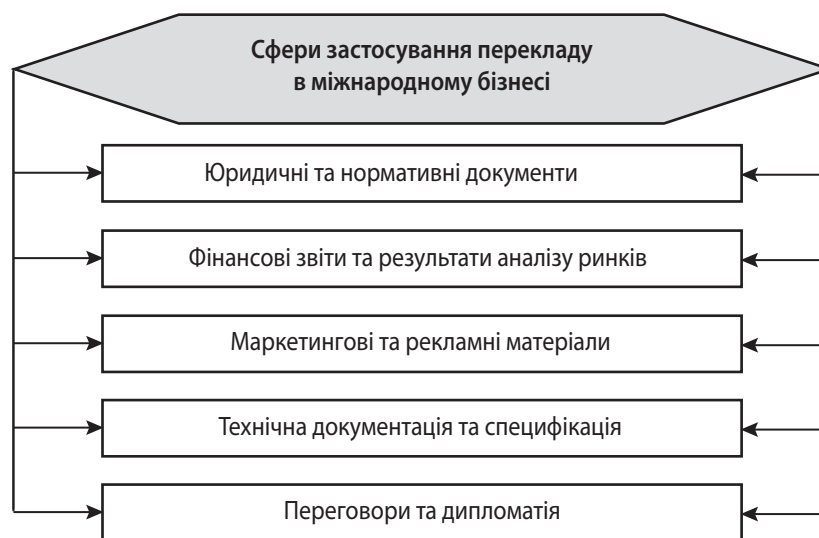 Сфери застосування перекладу
в міжнародному бізнесі
Юридичні та нормативні документи
Фінансові звіти та результати аналізу ринків
Маркетингові та рекламні матеріали
Технічна документація та специфікація
Переговори та дипломатія